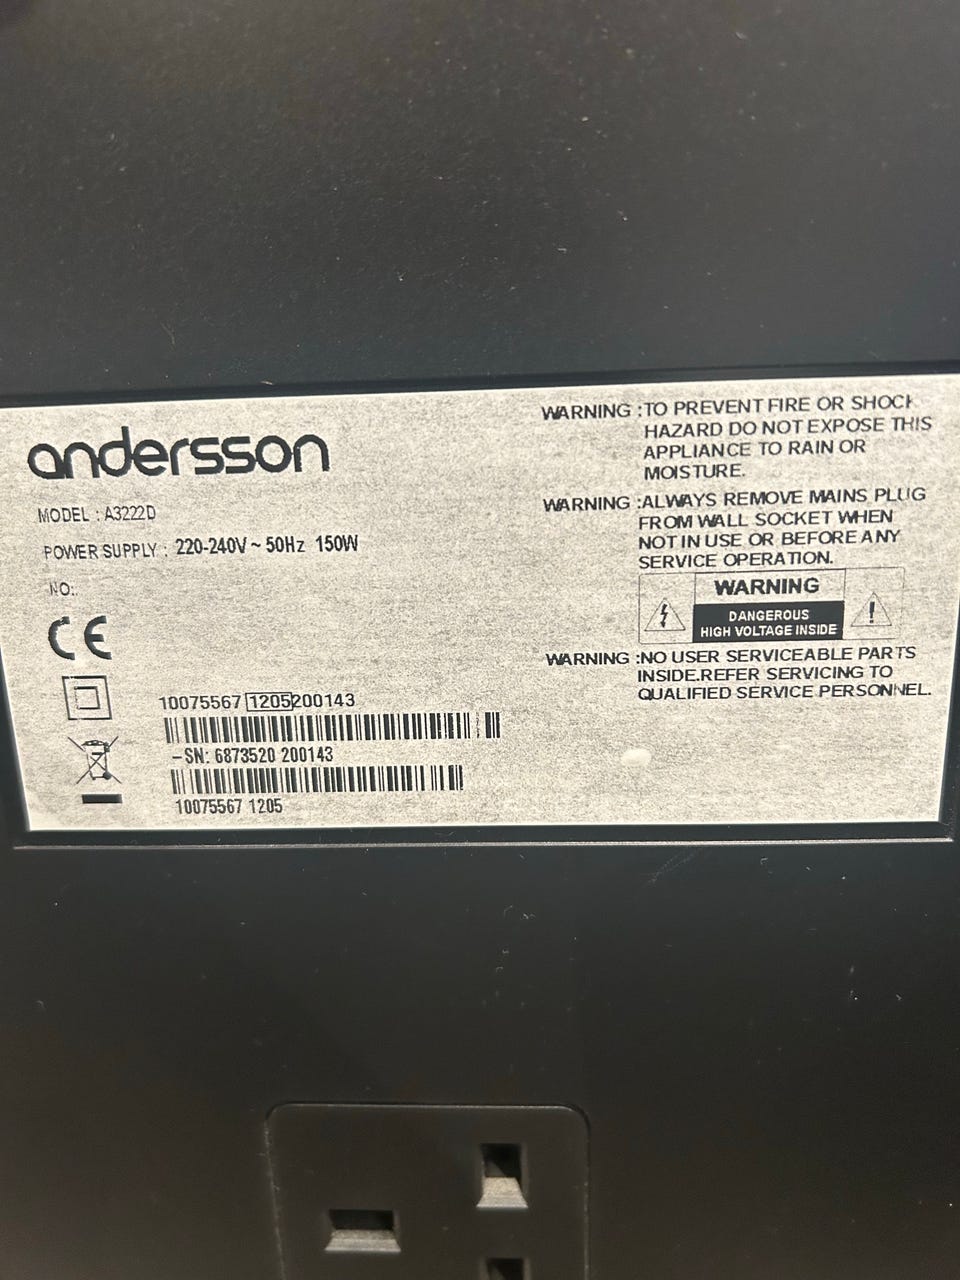 andersson
MODEL : A3222D
POWER SUPPLY : 220-240V ~ 50Hz 150W
NO:.
CE
10075567 1205200143
-SN: 6873520 200143
10075567 1205
WARNING :TO PREVENT FIRE OR SHOCK
HAZARD DO NOT EXPOSE THIS
APPLIANCE TO RAIN OR
MOISTURE.
WARNING :ALWAYS REMOVE MAINS PLUG
FROM WALL SOCKET WHEN
NOT IN USE OR BEFORE ANY
SERVICE OPERATION.
WARNING
DANGEROUS
HIGH VOLTAGE INSIDE
WARNING :NO USER SERVICEABLE PARTS
INSIDE.REFER SERVICING TO
QUALIFIED SERVICE PERSONNEL.